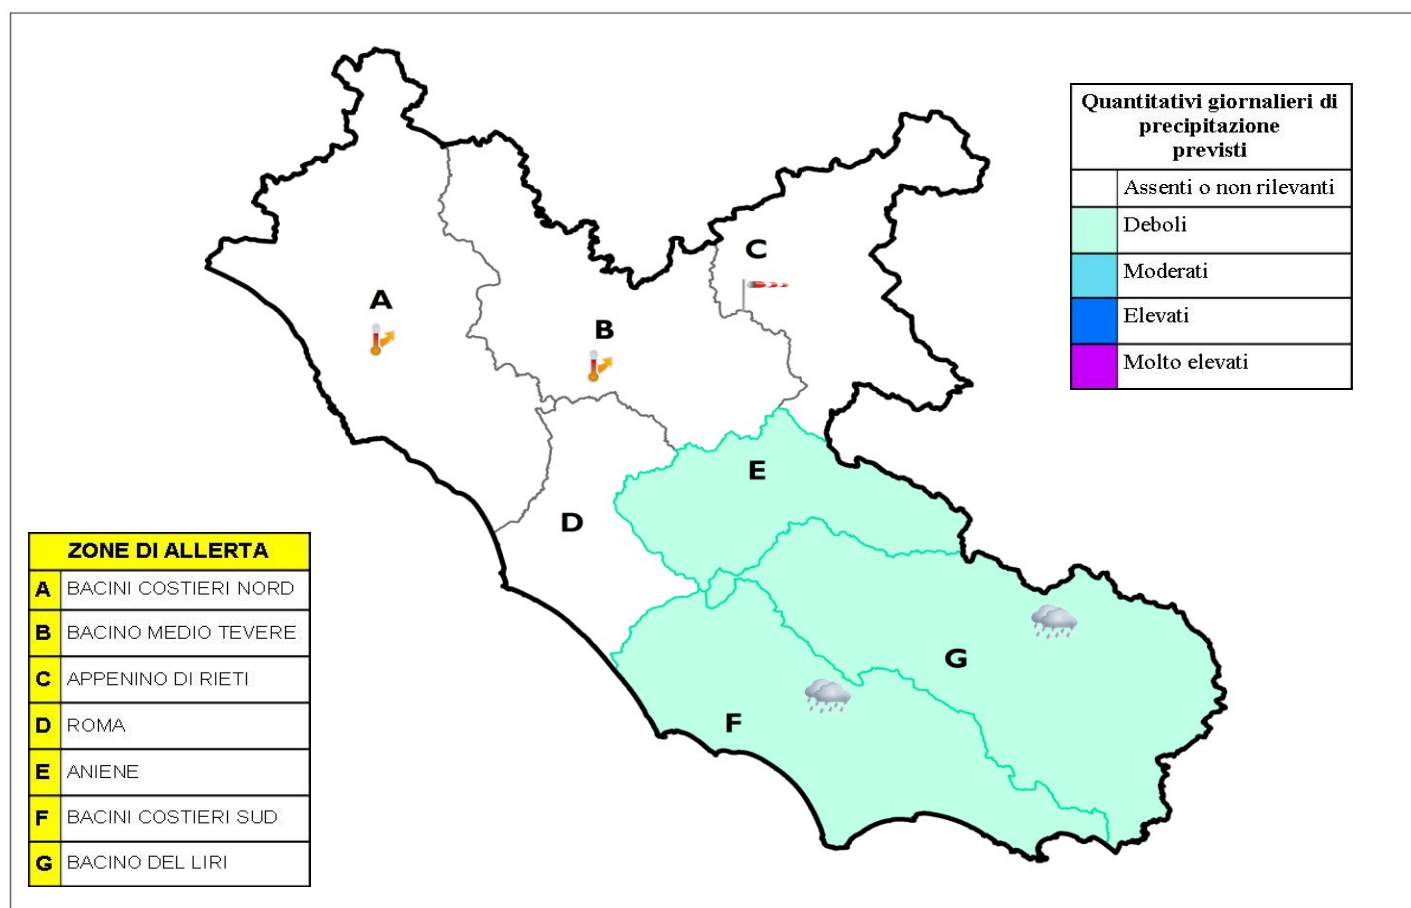 Quantitativi giornalieri di
precipitazione
previsti
Assenti o non rilevanti
Deboli
Moderati
Elevati
Molto elevati
A
B
C
D
E
F
G
ZONE DI ALLERTA
A BACINI COSTIERI NORD
B BACINO MEDIO TEVERE
C APPENINO DI RIETI
D ROMA
E ANIENE
F BACINI COSTIERI SUD
G BACINO DEL LIRI